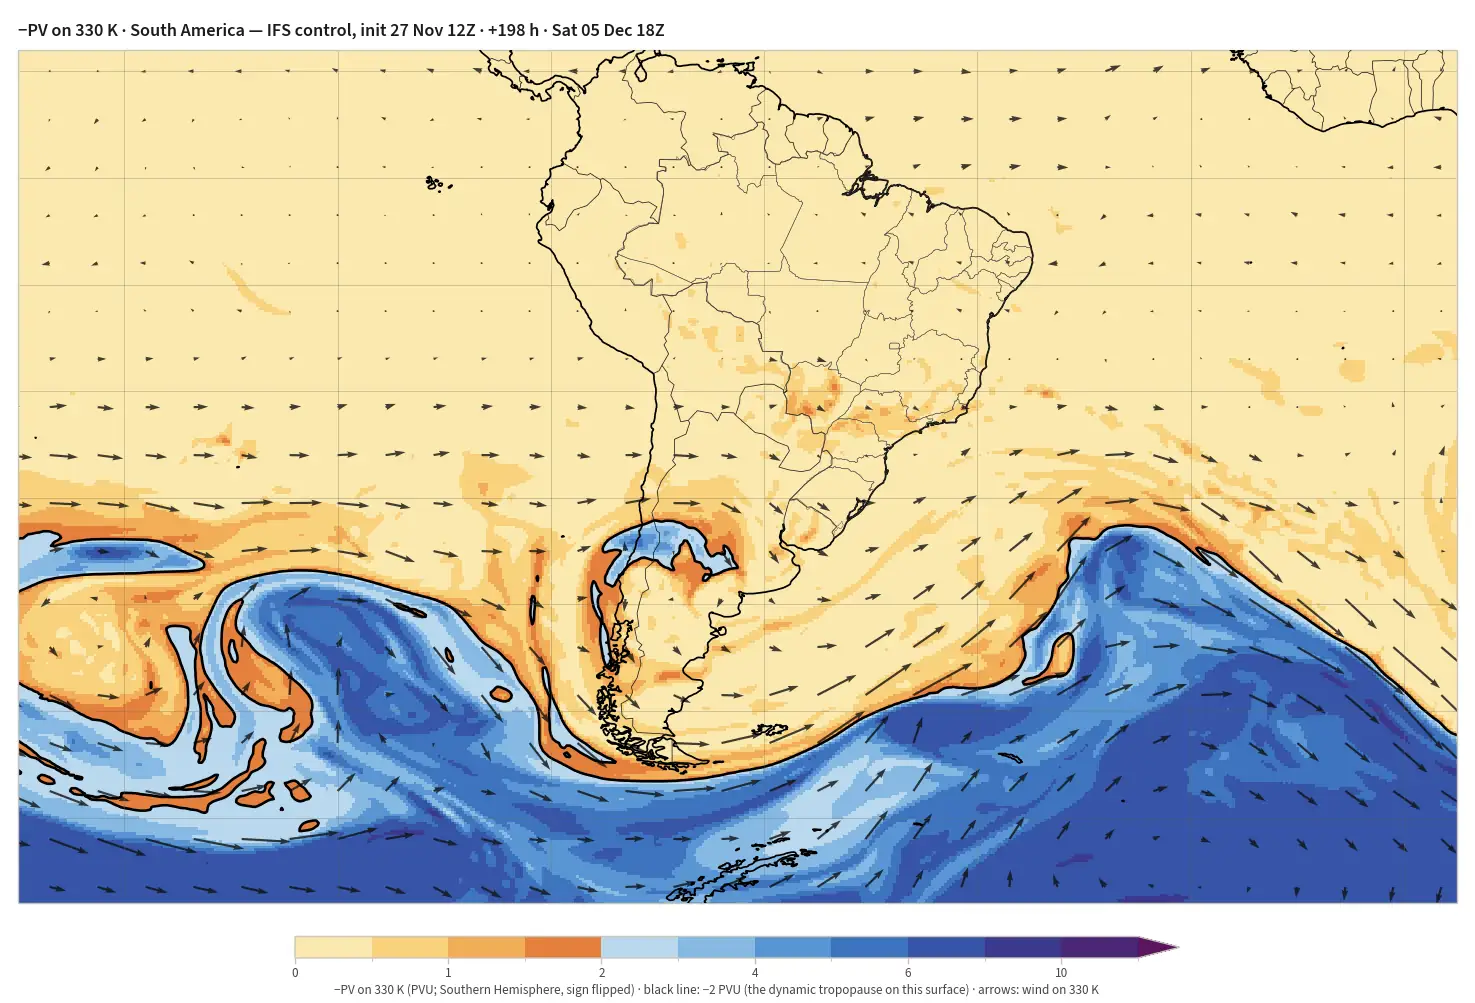 −PV on 330 K · South America — IFS control, init 27 Nov 12Z · +198 h · Sat 05 Dec 18Z
0 1 2 4 6 10
−PV on 330 K (PVU; Southern Hemisphere, sign flipped) · black line: −2 PVU (the dynamic tropopause on this surface) · arrows: wind on 330 K